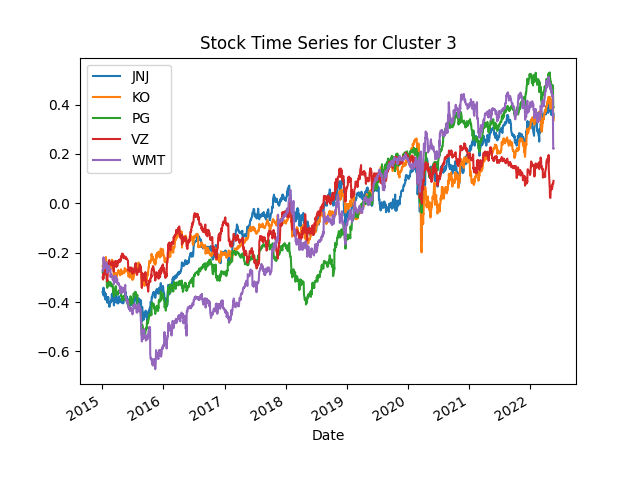 Stock Time Series for Cluster 3
JNJ
KO
PG
VZ
WMT
0.4
0.2
0.0
−0.2
−0.4
−0.6
2015 2016 2017 2018 2019 2020 2021 2022
Date